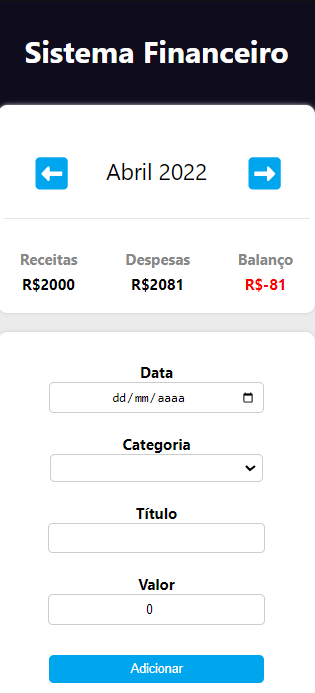 Sistema Financeiro
Abril 2022
Receitas Despesas Balanço
R$2000 R$2081 R$-81
Data
dd/mm/aaaa
Categoria
Título
Valor
0
Adicionar